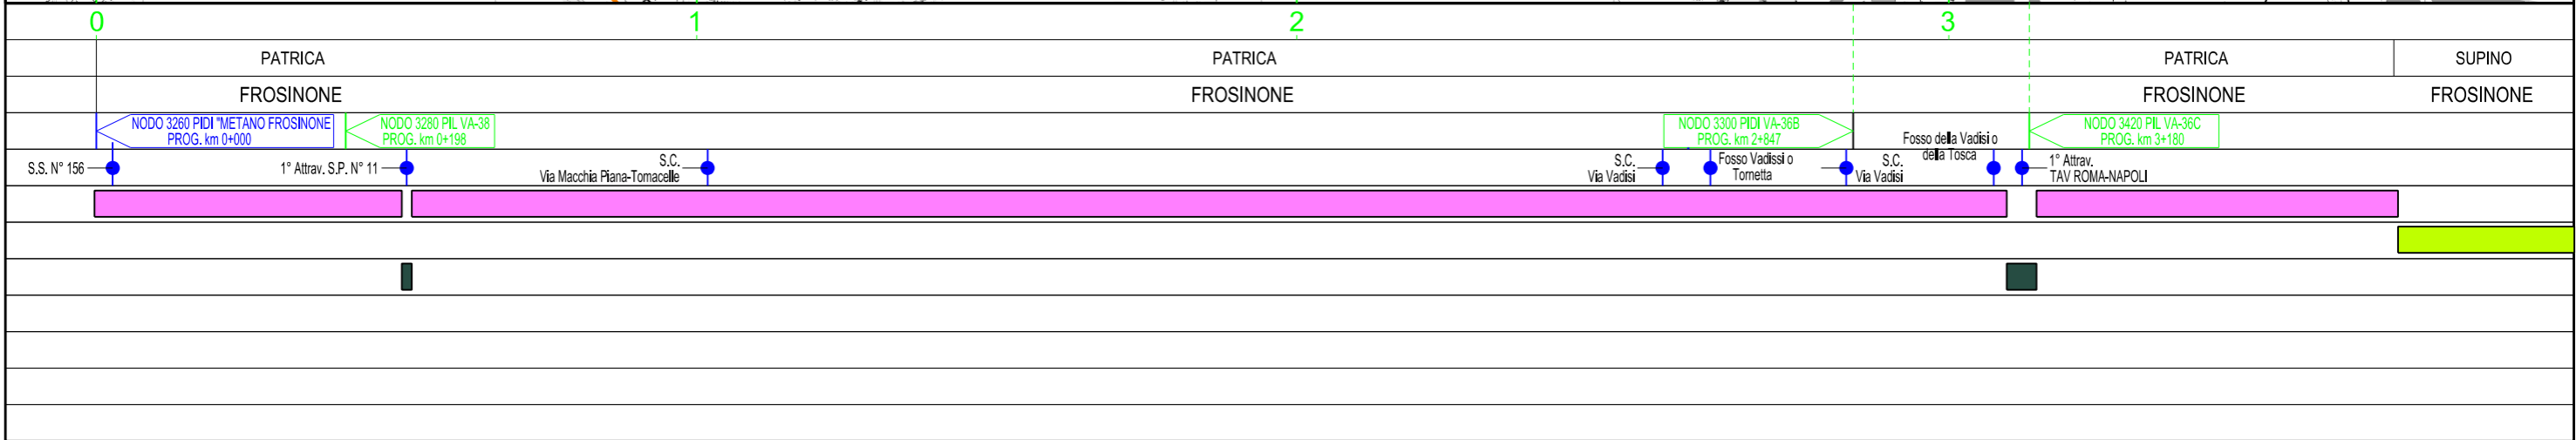 0 1 2 3
PATRICA PATRICA PATRICA SUPINO
FROSINONE FROSINONE FROSINONE FROSINONE
NODO 3260 PIDI "METANO FROSINONE
PROG. km 0+000
NODO 3280 PIL VA-38
PROG. km 0+198
NODO 3300 PIDI VA-36B
PROG. km 2+847
NODO 3420 PIL VA-36C
PROG. km 3+180
S.S. N° 156
1° Attrav. S.P. N° 11
S.C.
Via Macchia Piana-Tomacelle
S.C.
Via Vadisi
Fosso Vadissi o
Tornetta
S.C.
Via Vadisi
Fosso della Vadisi o
della Tosca
1° Attrav.
TAV ROMA-NAPOLI